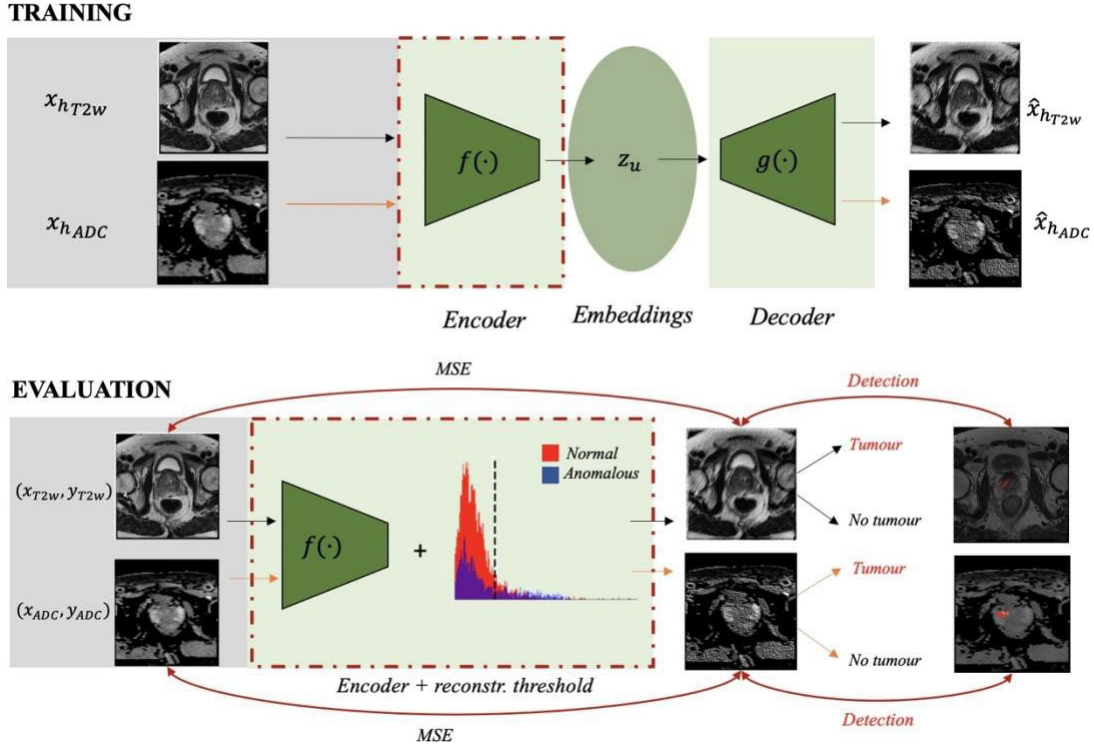 TRAINING
x_{h_{T2w}}
x_{h_{ADC}}
f(·)
z_u
g(·)
x̂_{h_{T2w}}
x̂_{h_{ADC}}
Encoder
Embeddings
Decoder
EVALUATION
MSE
Detection
(x_{T2w}, y_{T2w})
(x_{ADC}, y_{ADC})
f(·)
+
Normal
Anomalous
Tumour
No tumour
Tumour
No tumour
Encoder + reconstr. threshold
MSE
Detection